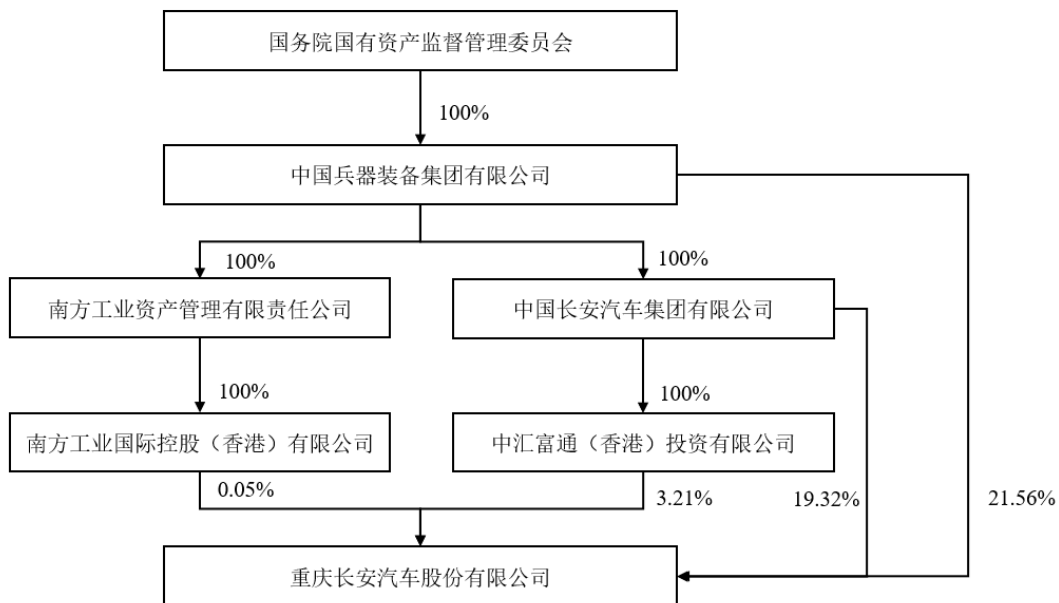 国务院国有资产监督管理委员会
100%
中国兵器装备集团有限公司
100%
100%
南方工业资产管理有限责任公司
中国长安汽车集团有限公司
100%
100%
南方工业国际控股（香港）有限公司
中汇富通（香港）投资有限公司
0.05%
3.21%
19.32%
21.56%
重庆长安汽车股份有限公司